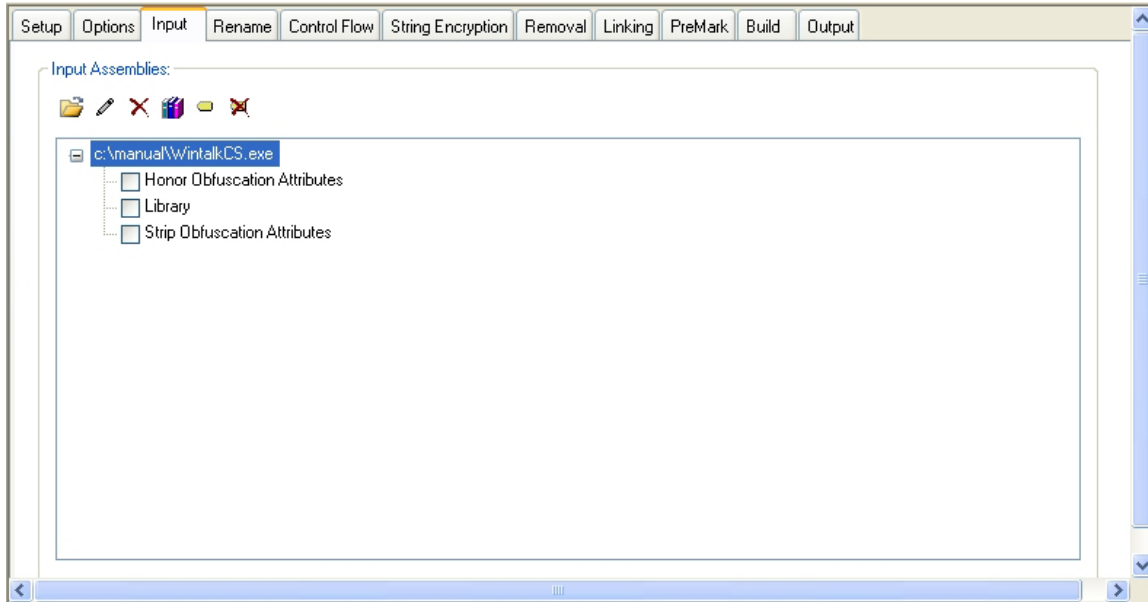 Setup Options Input Rename Control Flow String Encryption Removal Linking PreMark Build Output
Input Assemblies:
c:\manual\WintalkCS.exe
Honor Obfuscation Attributes
Library
Strip Obfuscation Attributes